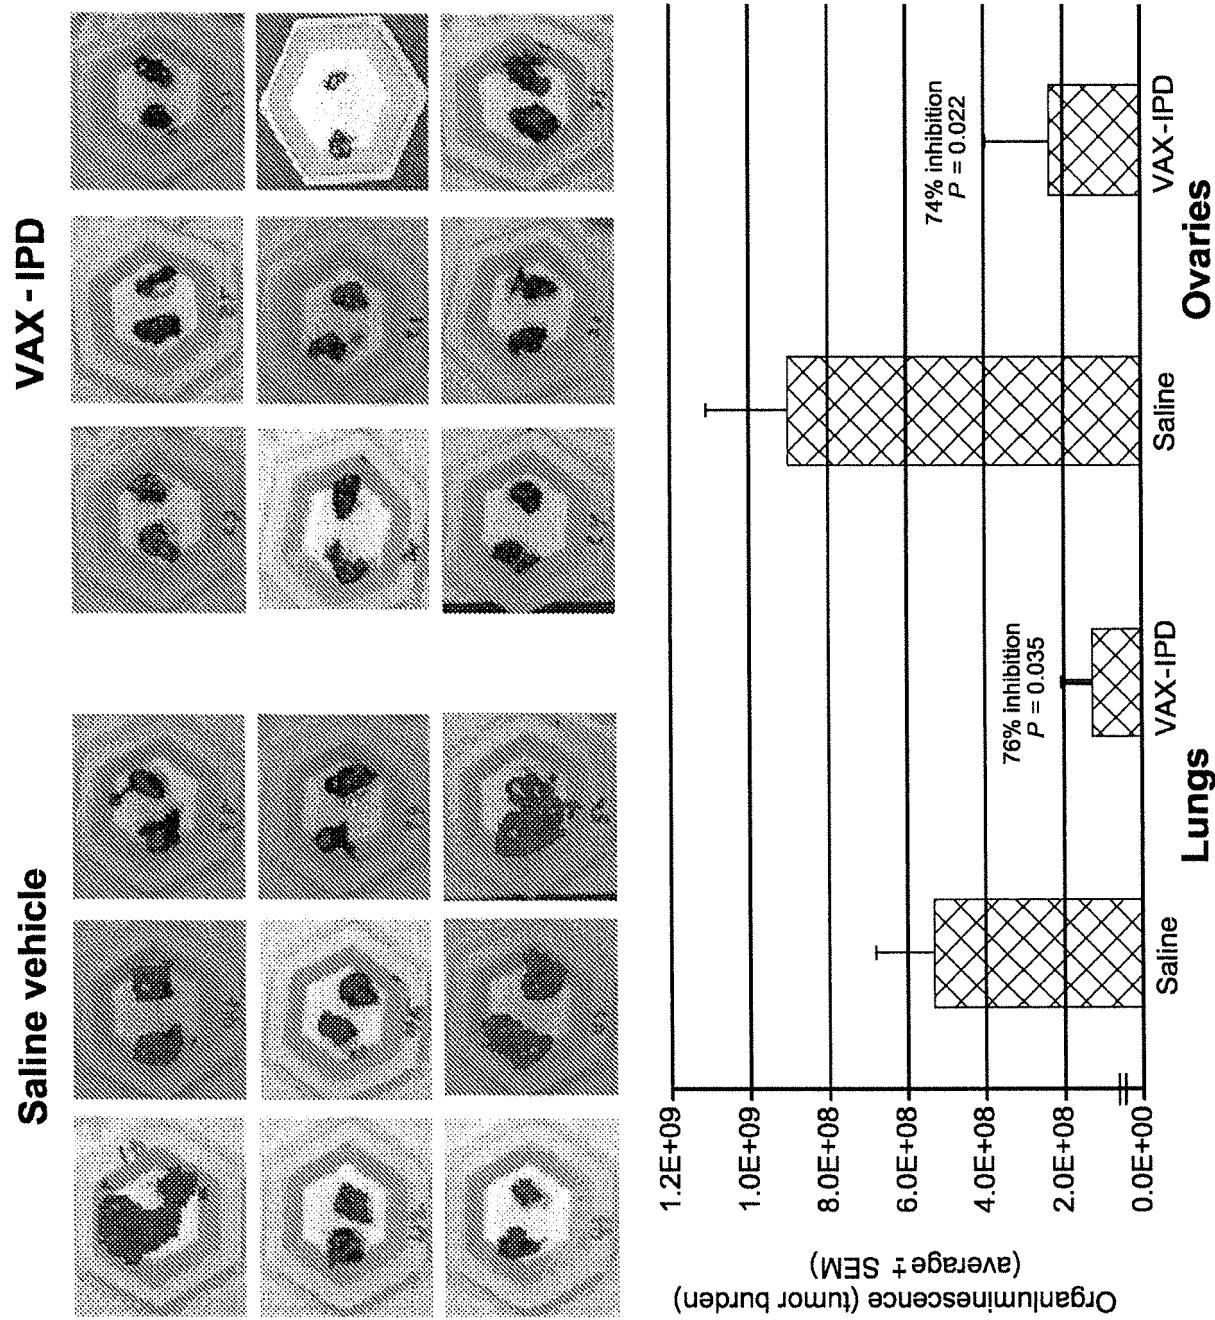 Saline vehicle
VAX - IPD
Organluminescence (tumor burden)
(average ± SEM)
1.2E+09
1.0E+09
8.0E+08
6.0E+08
4.0E+08
2.0E+08
0.0E+00
76% inhibition
P = 0.035
74% inhibition
P = 0.022
Saline
VAX-IPD
Saline
VAX-IPD
Lungs
Ovaries